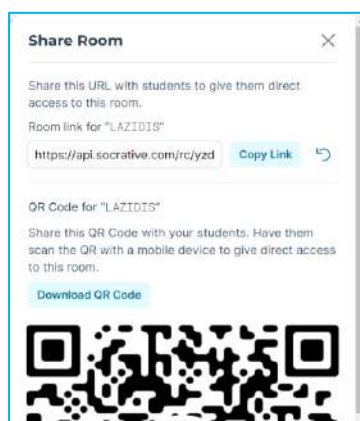 Share Room
Share this URL with students to give them direct
access to this room.
Room link for "LAZIDIS"
https://api.socrative.com/rc/yzd
Copy Link
QR Code for "LAZIDIS"
Share this QR Code with your students. Have them
scan the QR with a mobile device to give direct access
to this room.
Download QR Code